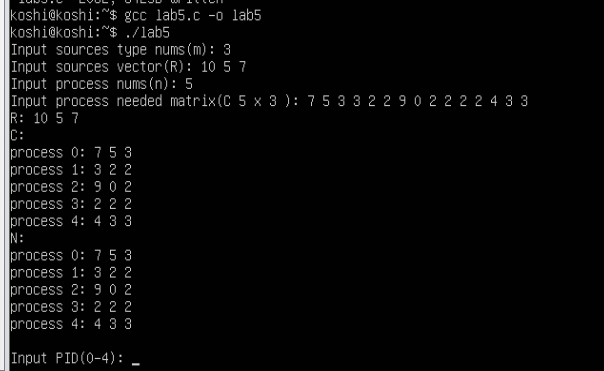 koshi@koshi:~$ gcc lab5.c -o lab5
koshi@koshi:~$ ./lab5
Input sources type nums(m): 3
Input sources vector(R): 10 5 7
Input process nums(n): 5
Input process needed matrix(C 5 x 3 ): 7 5 3 3 2 2 9 0 2 2 2 2 4 3 3
R: 10 5 7
C:
process 0: 7 5 3
process 1: 3 2 2
process 2: 9 0 2
process 3: 2 2 2
process 4: 4 3 3
N:
process 0: 7 5 3
process 1: 3 2 2
process 2: 9 0 2
process 3: 2 2 2
process 4: 4 3 3
Input PID(0-4): _